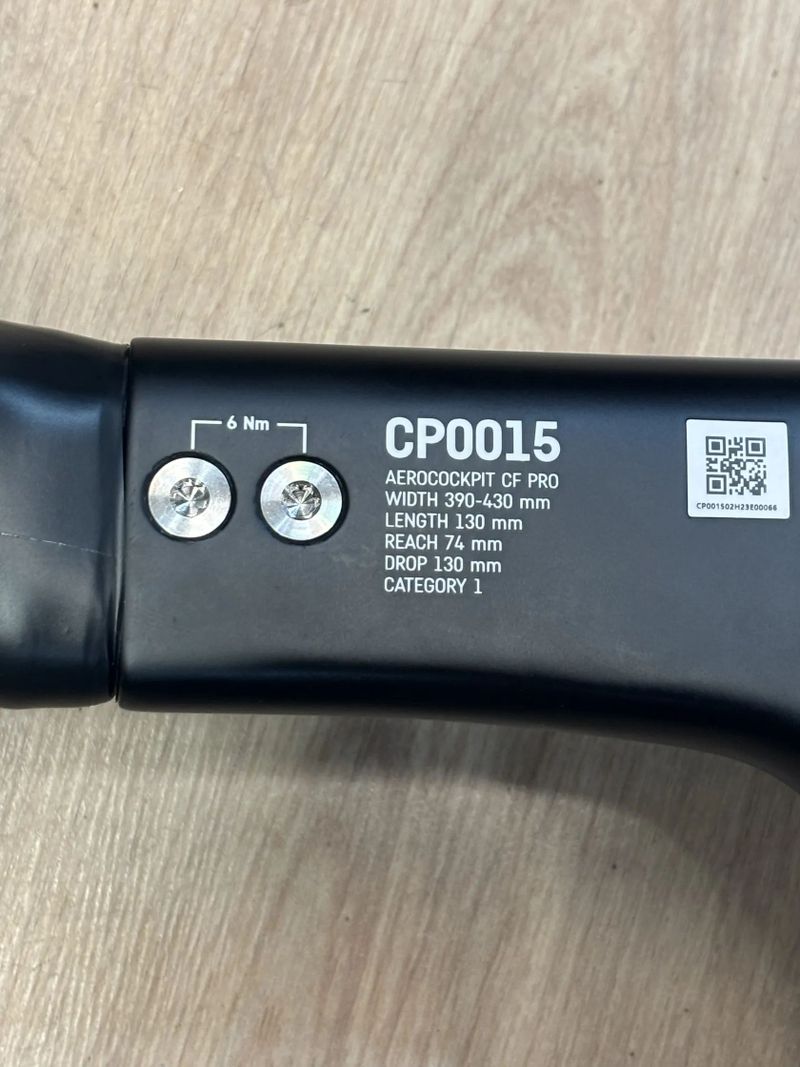 6 Nm
CP0015
AEROCOCKPIT CF PRO
WIDTH 390-430 mm
LENGTH 130 mm
REACH 74 mm
DROP 130 mm
CATEGORY 1
CP001502H23E00066